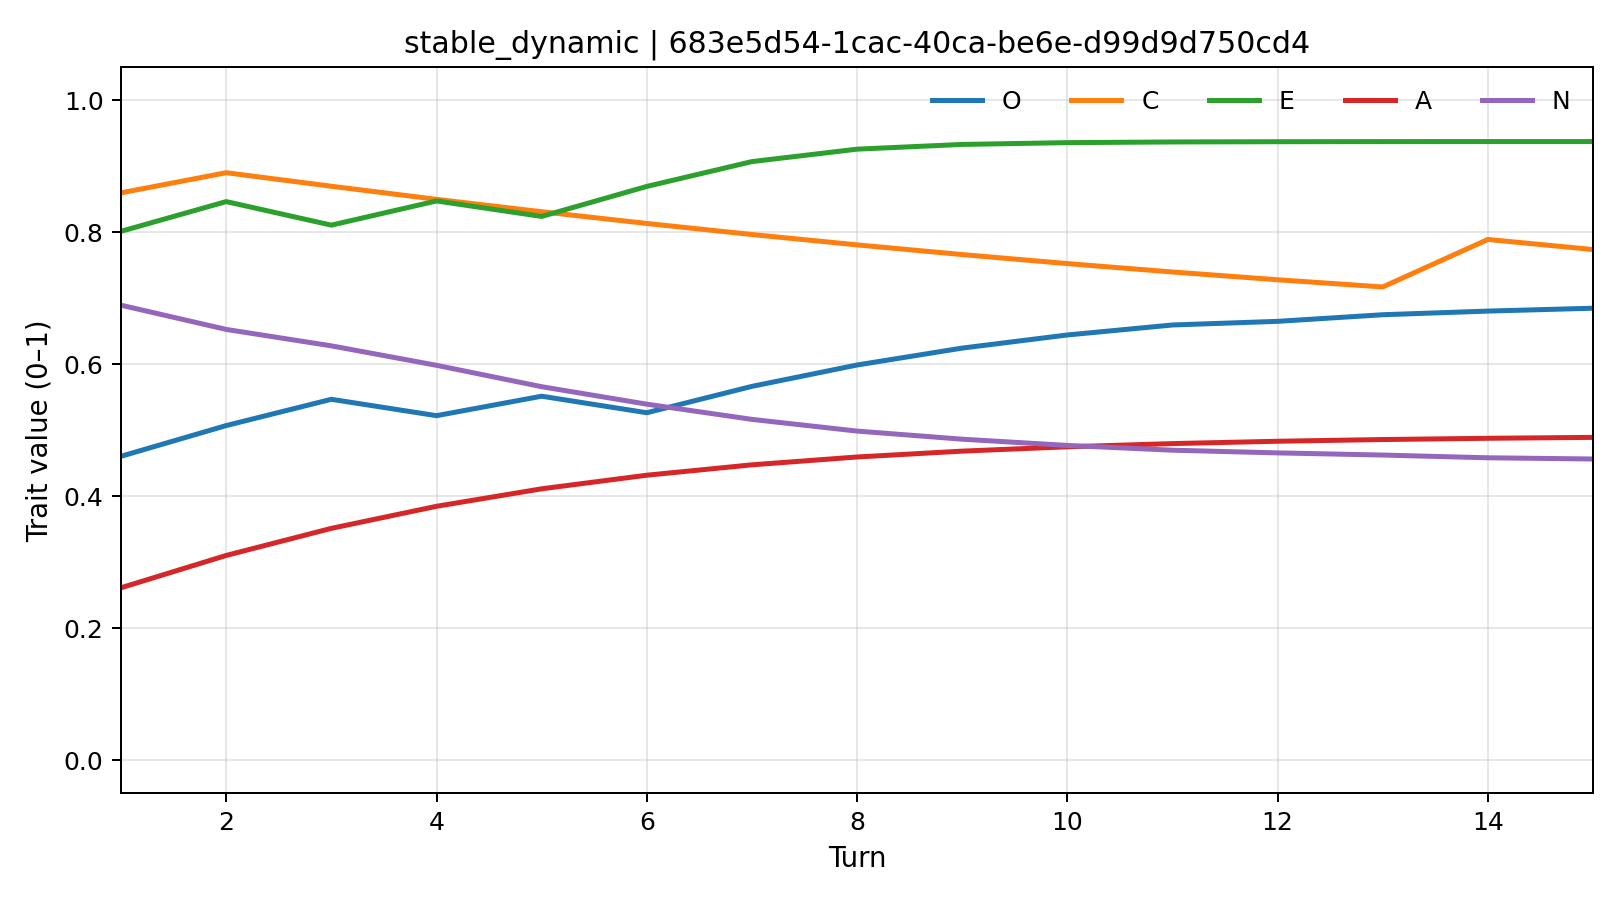 stable_dynamic | 683e5d54-1cac-40ca-be6e-d99d9d750cd4
O C E A N
1.0
0.8
0.6
0.4
0.2
0.0
Trait value (0–1)
2 4 6 8 10 12 14
Turn